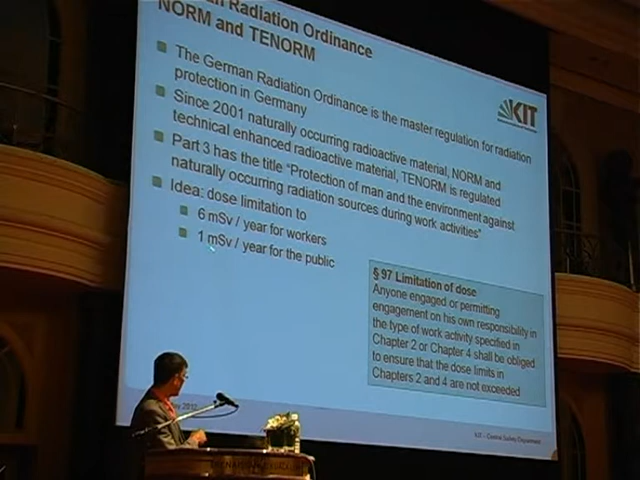 an Radiation Ordinance
NORM and TENORM
KIT
The German Radiation Ordinance is the master regulation for radiation
protection in Germany
Since 2001 naturally occurring radioactive material, NORM and
technical enhanced radioactive material, TENORM is regulated
Part 3 has the title "Protection of man and the environment against
naturally occurring radiation sources during work activities"
Idea: dose limitation to
6 mSv / year for workers
1 mSv / year for the public
§ 97 Limitation of dose
Anyone engaged or permitting
engagement on his own responsibility in
the type of work activity specified in
Chapter 2 or Chapter 4 shall be obliged
to ensure that the dose limits in
Chapters 2 and 4 are not exceeded
KIT – Central Safety Department